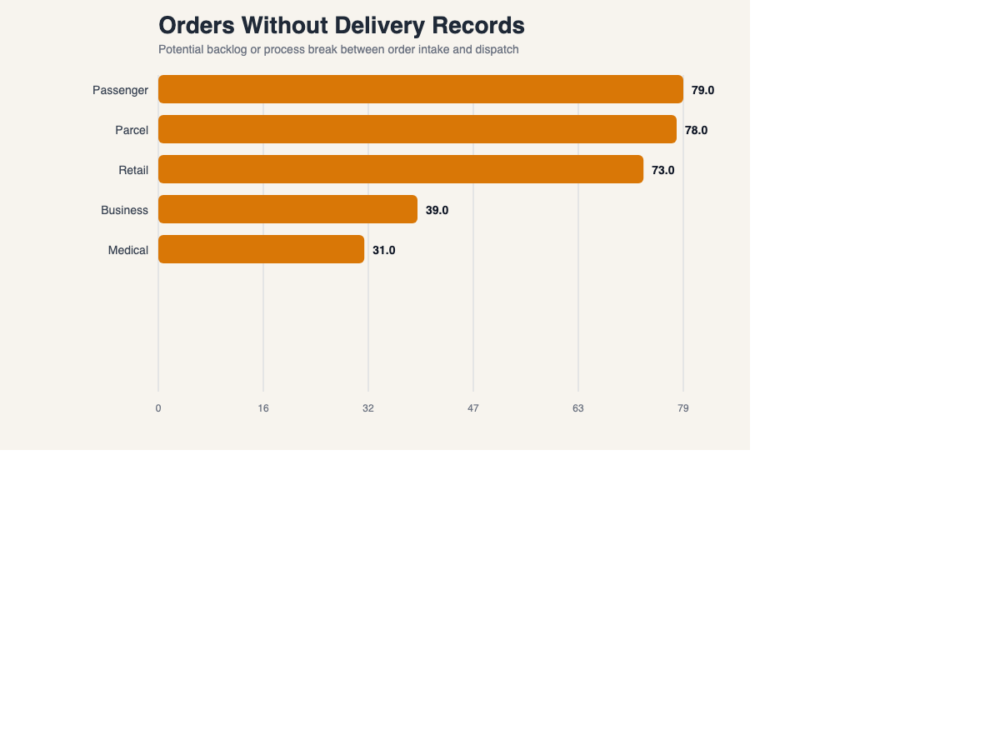 Orders Without Delivery Records
Potential backlog or process break between order intake and dispatch
Passenger 79.0
Parcel 78.0
Retail 73.0
Business 39.0
Medical 31.0
0 16 32 47 63 79